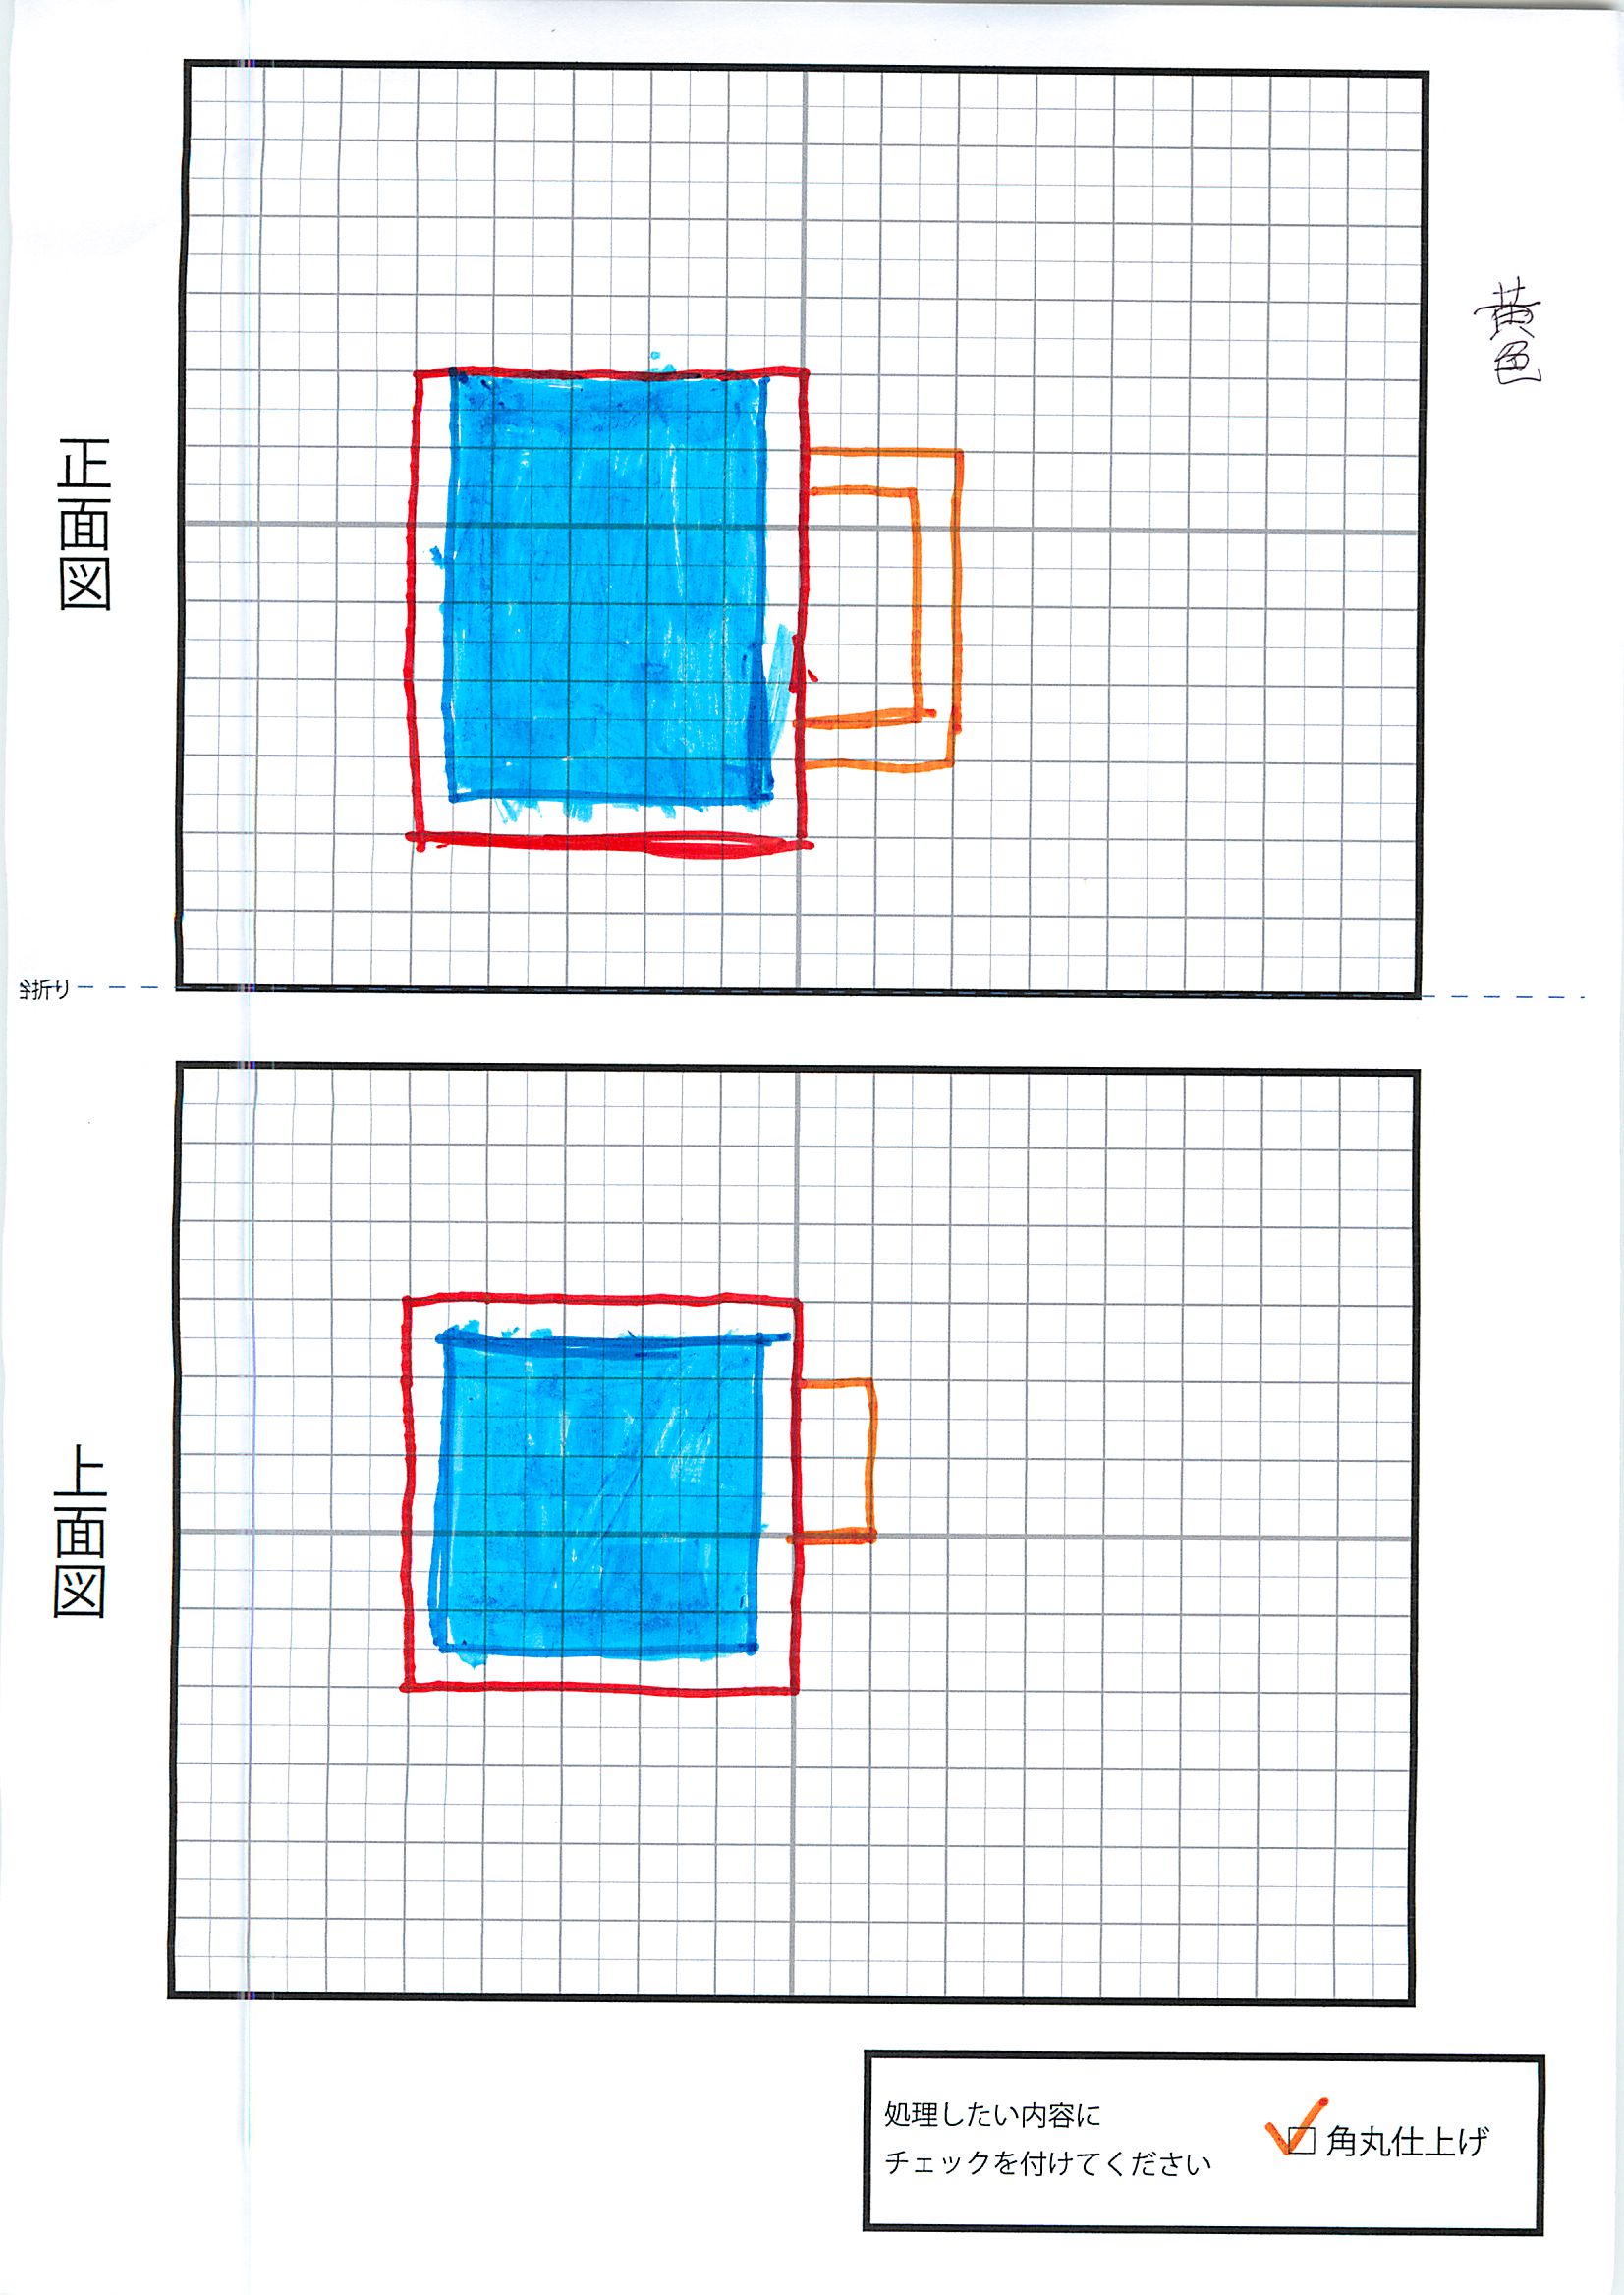 黄色
正面図
折り
上面図
処理したい内容に
チェックを付けてください
角丸仕上げ